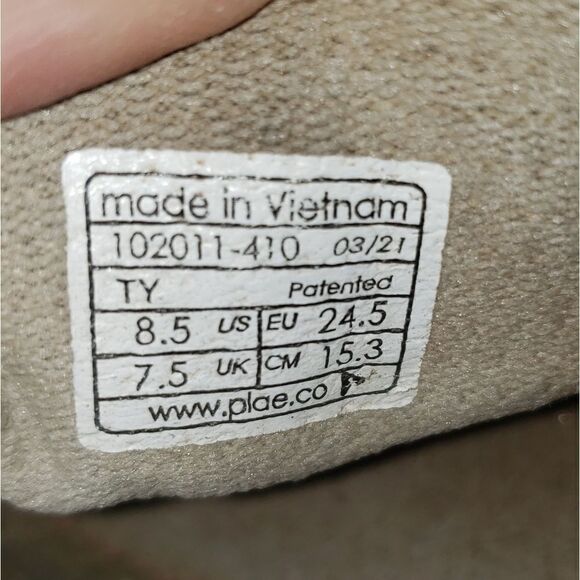 made in Vietnam
102011-410 03/21
TY Patented
8.5 US EU 24.5
7.5 UK CM 15.3
www.plae.co